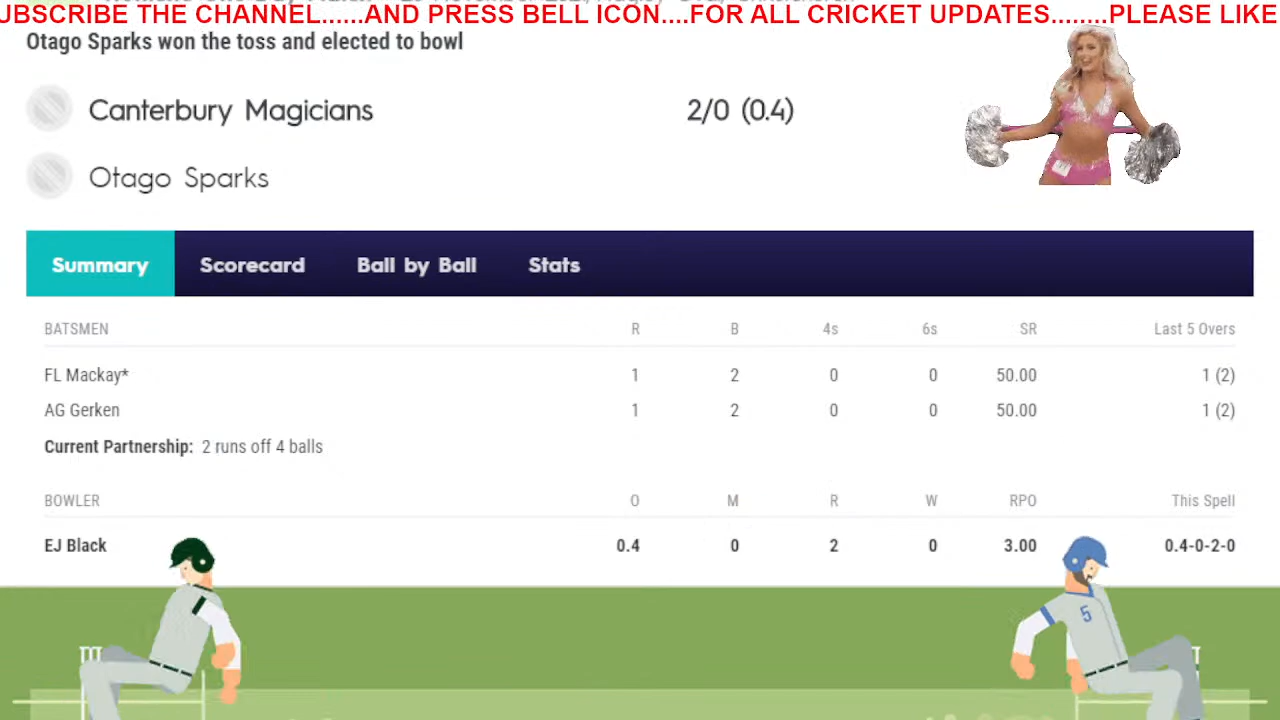 UBSCRIBE THE CHANNEL......AND PRESS BELL ICON....FOR ALL CRICKET UPDATES........PLEASE LIKE
Otago Sparks won the toss and elected to bowl
Canterbury Magicians 2/0 (0.4)
Otago Sparks
Summary Scorecard Ball by Ball Stats
BATSMEN R B 4s 6s SR Last 5 Overs
FL Mackay* 1 2 0 0 50.00 1 (2)
AG Gerken 1 2 0 0 50.00 1 (2)
Current Partnership: 2 runs off 4 balls
BOWLER O M R W RPO This Spell
EJ Black 0.4 0 2 0 3.00 0.4-0-2-0
5